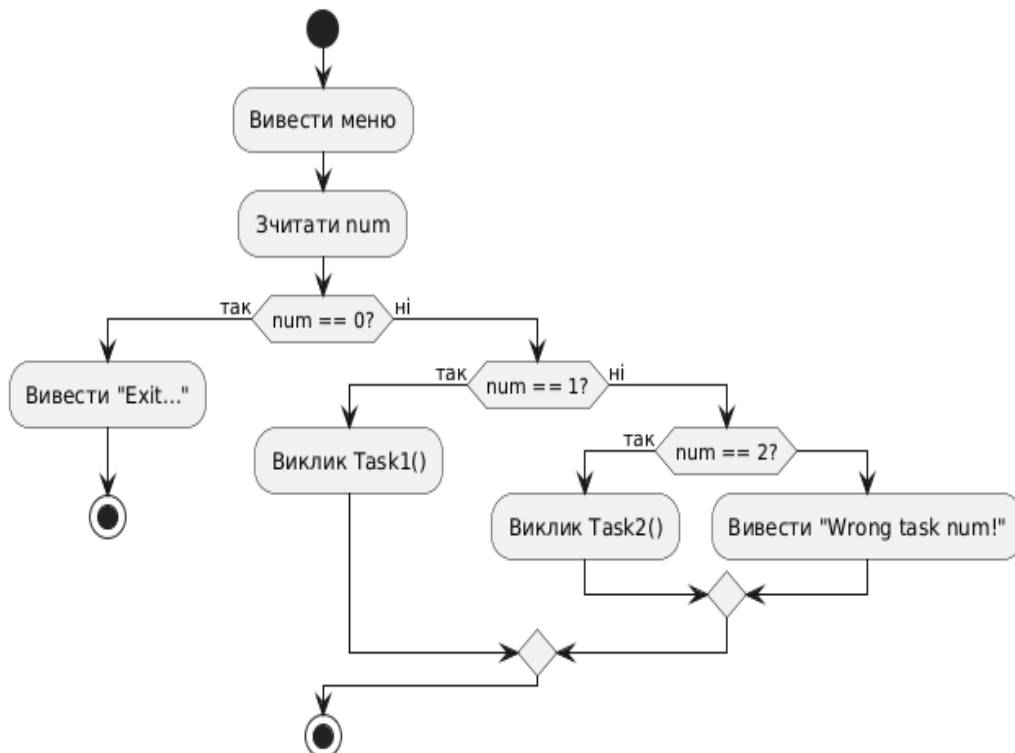 Вивести меню
Зчитати num
так
num == 0?
ні
Вивести "Exit..."
так
num == 1?
ні
Виклик Task1()
так
num == 2?
Виклик Task2()
Вивести "Wrong task num!"